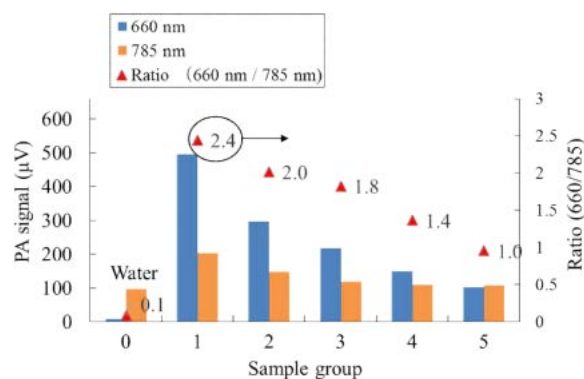 660 nm
785 nm
Ratio (660 nm / 785 nm)
600
500
400
300
200
100
0
PA signal (μV)
3
2.5
2
1.5
1
0.5
0
Ratio (660/785)
Water
0.1
2.4
2.0
1.8
1.4
1.0
0 1 2 3 4 5
Sample group